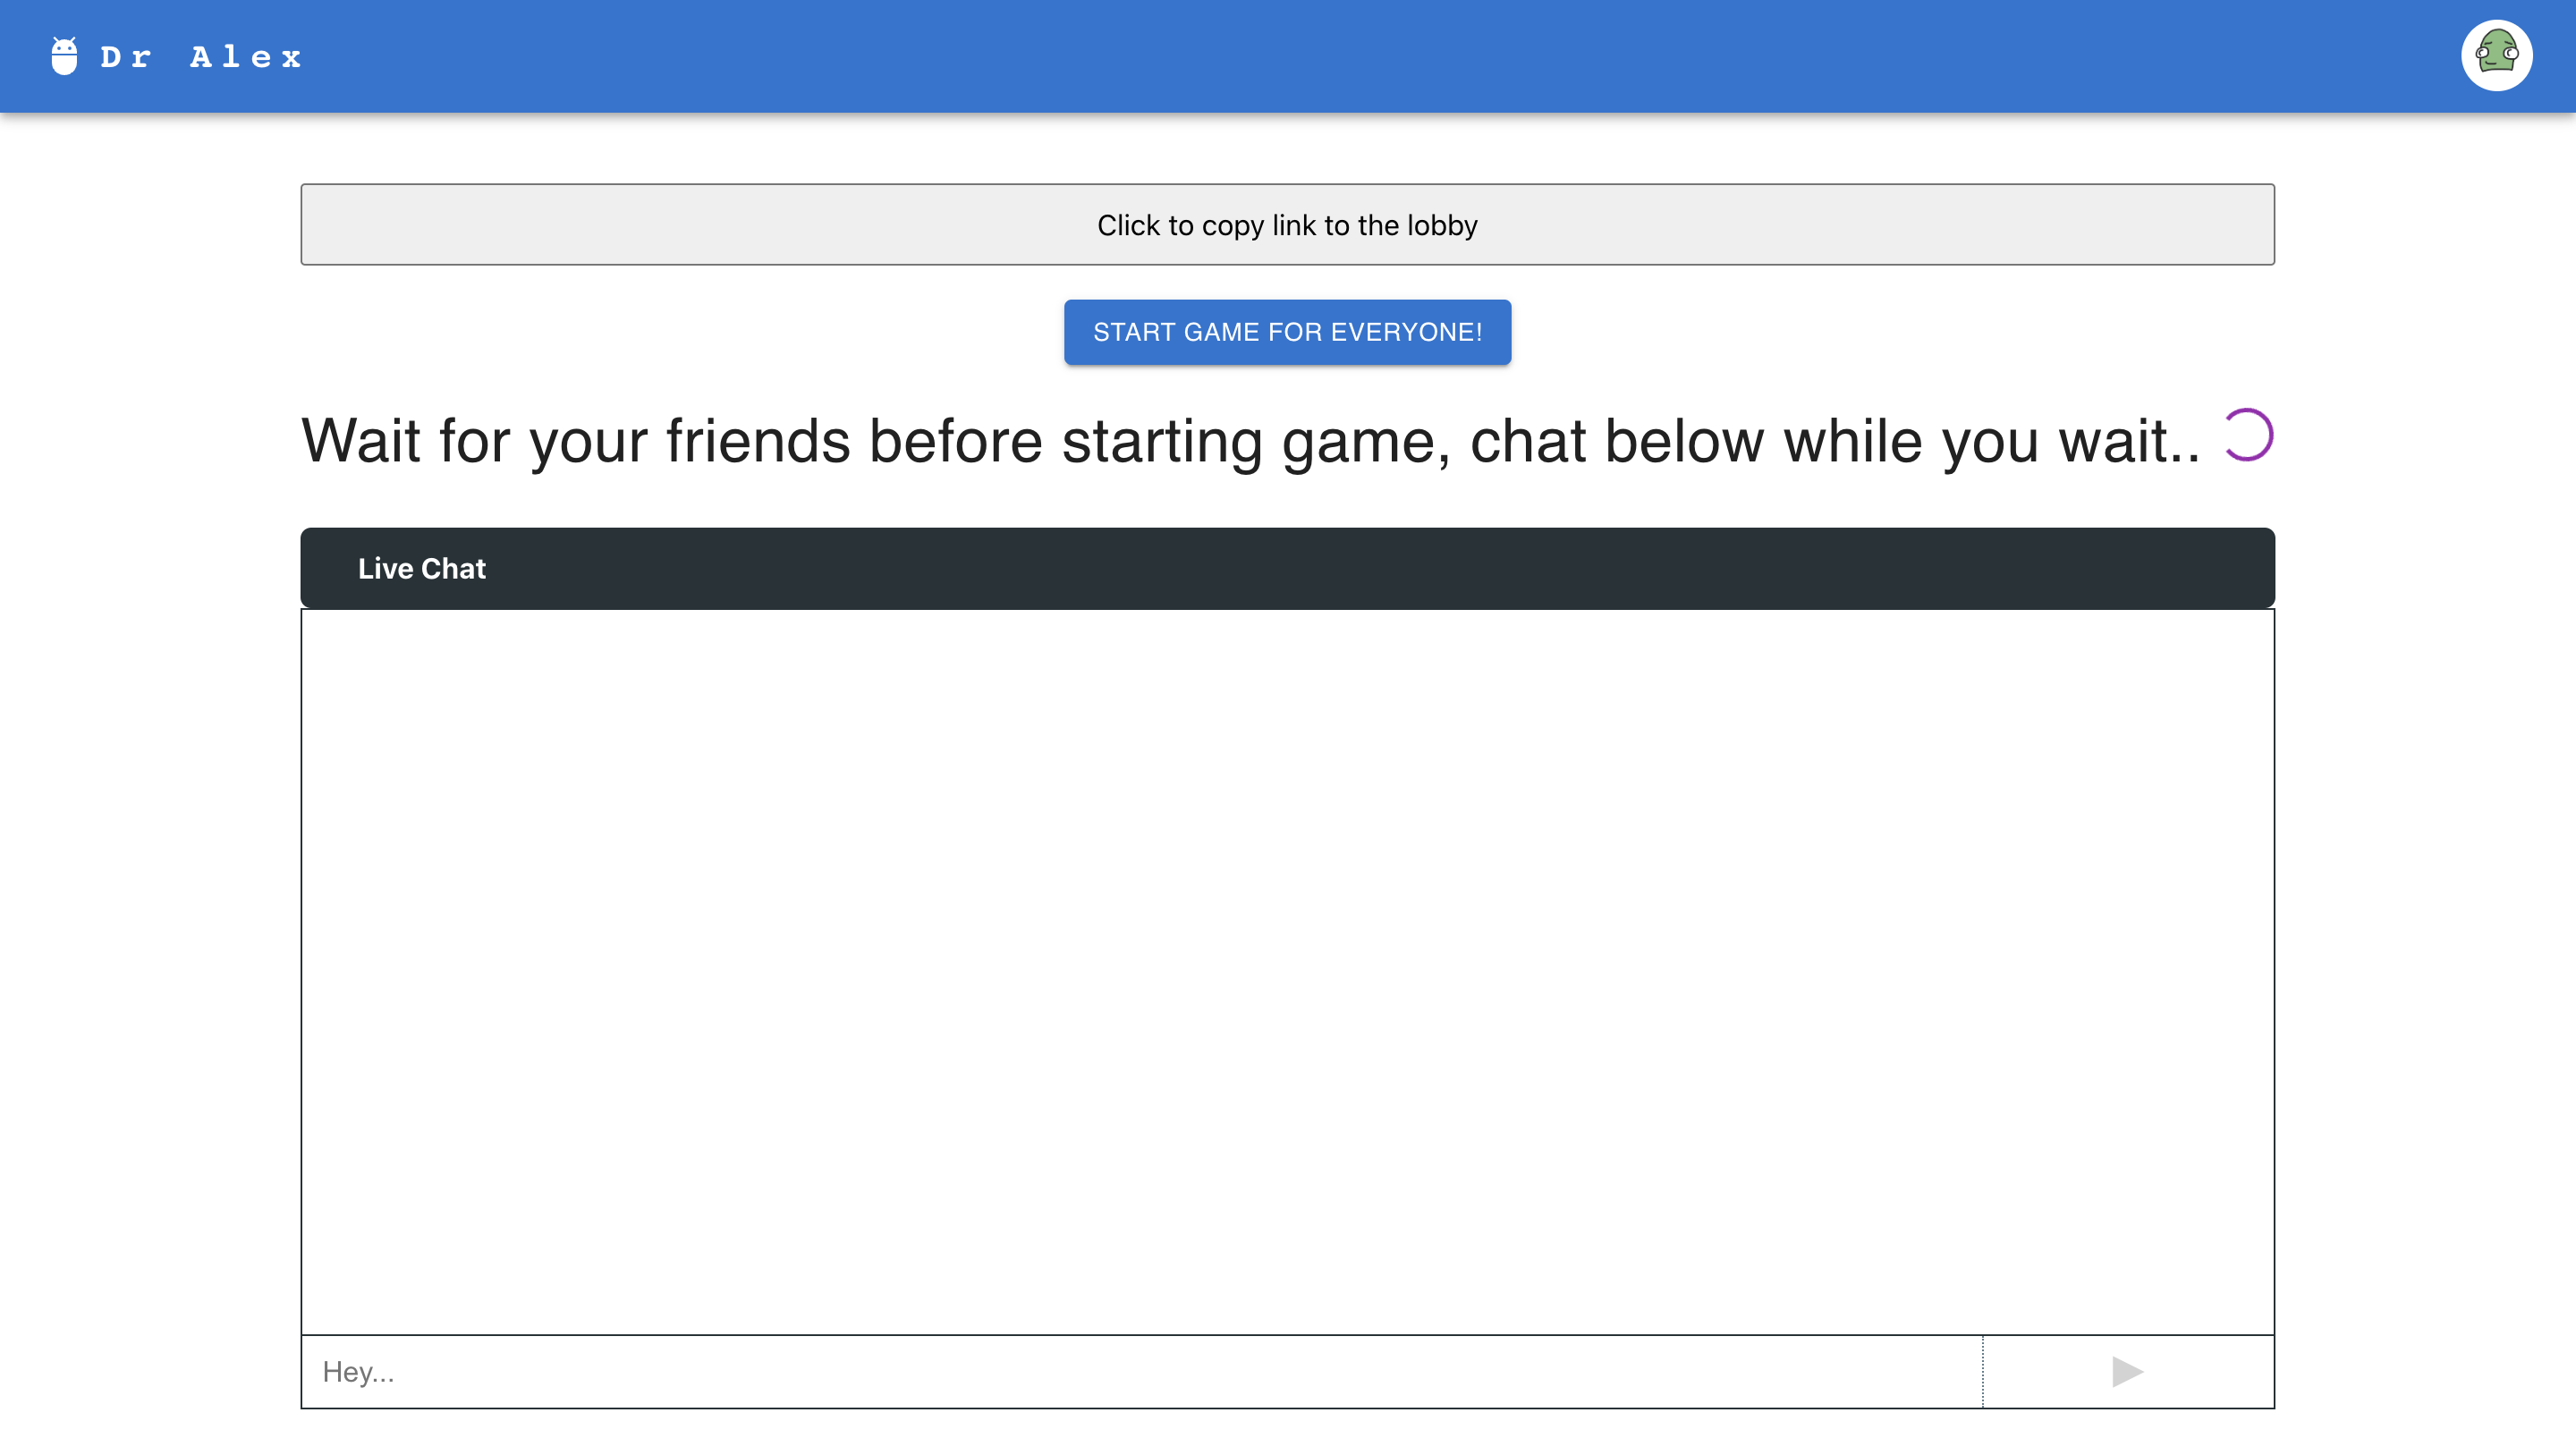 Dr Alex
Click to copy link to the lobby
START GAME FOR EVERYONE!
Wait for your friends before starting game, chat below while you wait..
Live Chat
Hey...